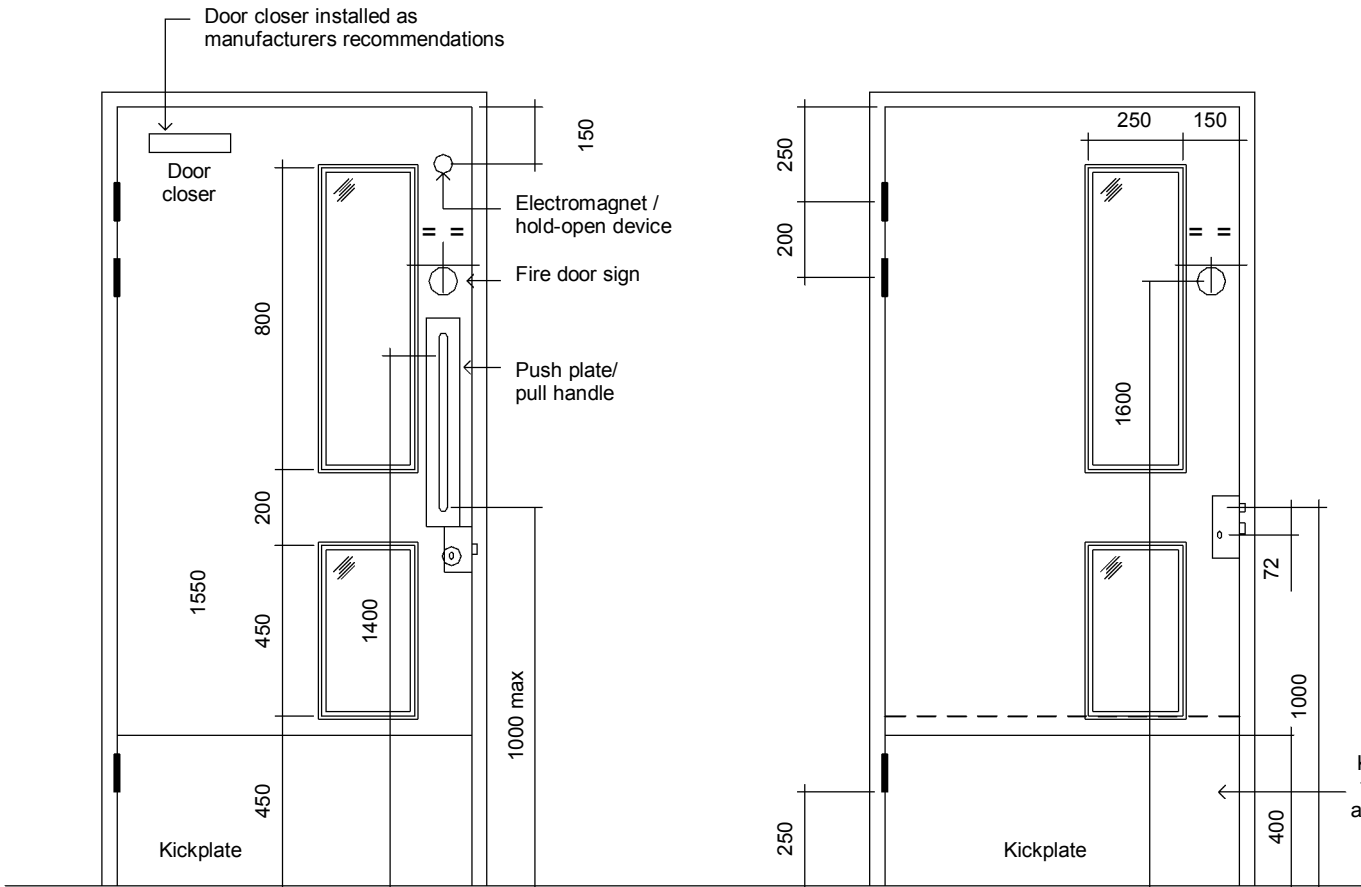 Door closer installed as
manufacturers recommendations
Door
closer
150
Electromagnet /
hold-open device
= =
Fire door sign
Push plate/
pull handle
800
200
450
450
1550
1400
1000 max
Kickplate
250
200
250
250
150
= =
1600
72
1000
400
Kickplate